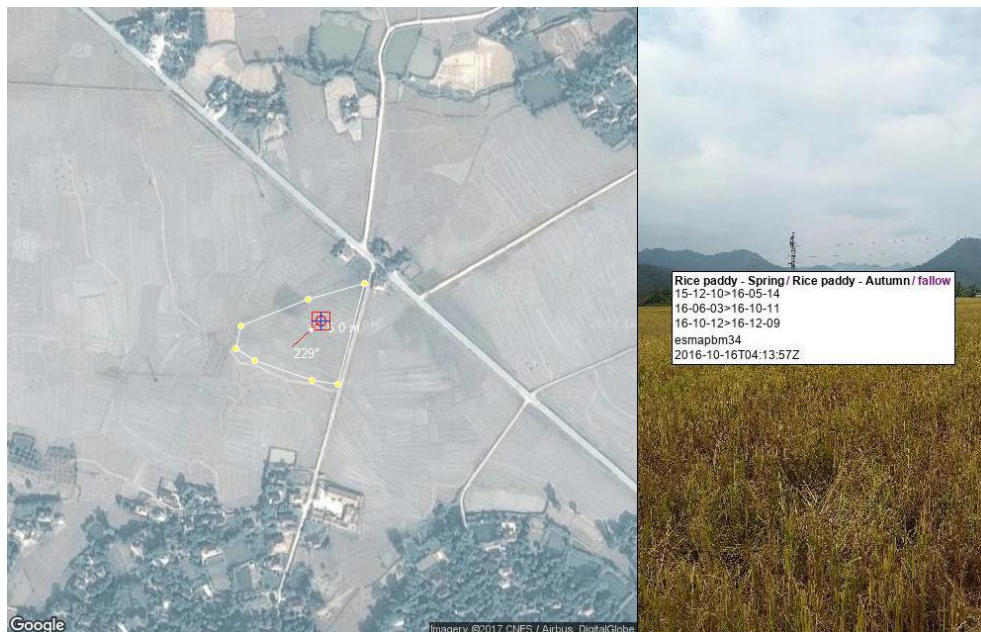 Rice paddy - Spring / Rice paddy - Autumn / fallow
15-12-10>16-05-14
16-06-03>16-10-11
16-10-12>16-12-09
esmapbm34
2016-10-16T04:13:57Z
5.0 m
229°
Google
Imagery ©2017 CNES / Airbus, DigitalGlobe